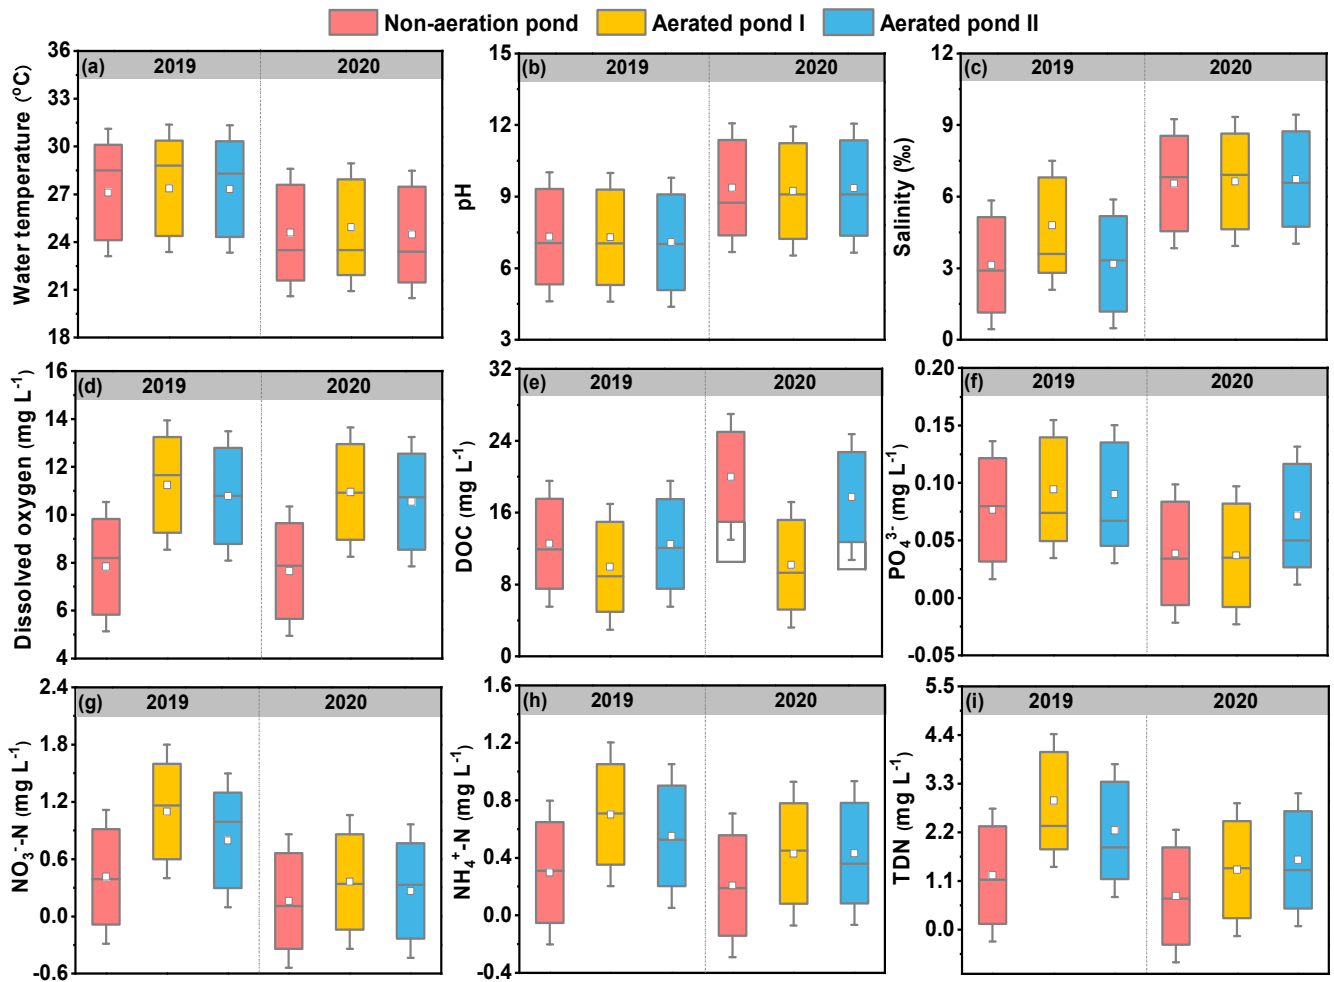 Non-aeration pond Aerated pond I Aerated pond II
(a) 2019 2020
Water temperature (°C)
36
33
30
27
24
21
18
(b) 2019 2020
pH
15
12
9
6
3
(c) 2019 2020
Salinity (‰)
12
9
6
3
0
(d) 2019 2020
Dissolved oxygen (mg L⁻¹)
16
14
12
10
8
6
4
(e) 2019 2020
DOC (mg L⁻¹)
32
24
16
8
0
(f) 2019 2020
PO₄³⁻ (mg L⁻¹)
0.20
0.15
0.10
0.05
0.00
-0.05
(g) 2019 2020
NO₃⁻-N (mg L⁻¹)
2.4
1.8
1.2
0.6
0.0
-0.6
(h) 2019 2020
NH₄⁺-N (mg L⁻¹)
1.6
1.2
0.8
0.4
0.0
-0.4
(i) 2019 2020
TDN (mg L⁻¹)
5.5
4.4
3.3
2.2
1.1
0.0